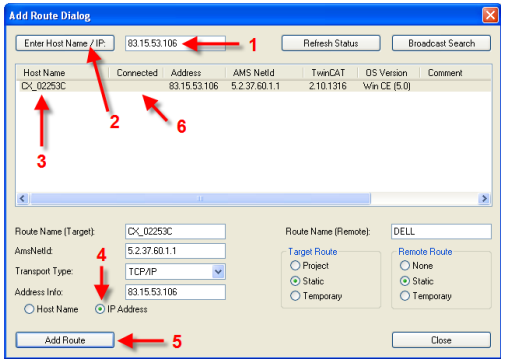 Add Route Dialog
Enter Host Name / IP: 83.15.53.106 1 Refresh Status Broadcast Search
Host Name Connected Address AMS NetId TwinCAT OS Version Comment
CX_02253C 83.15.53.106 5.2.37.60.1.1 2.10.1316 Win CE (5.0)
2 6
3
Route Name (Target): CX_02253C Route Name (Remote): DELL
AmsNetId: 5.2.37.60.1.1 Target Route Remote Route
4 Project None
Transport Type: TCP/IP Static Static
Address Info: 83.15.53.106 Temporary Temporary
Host Name IP Address
Add Route 5 Close